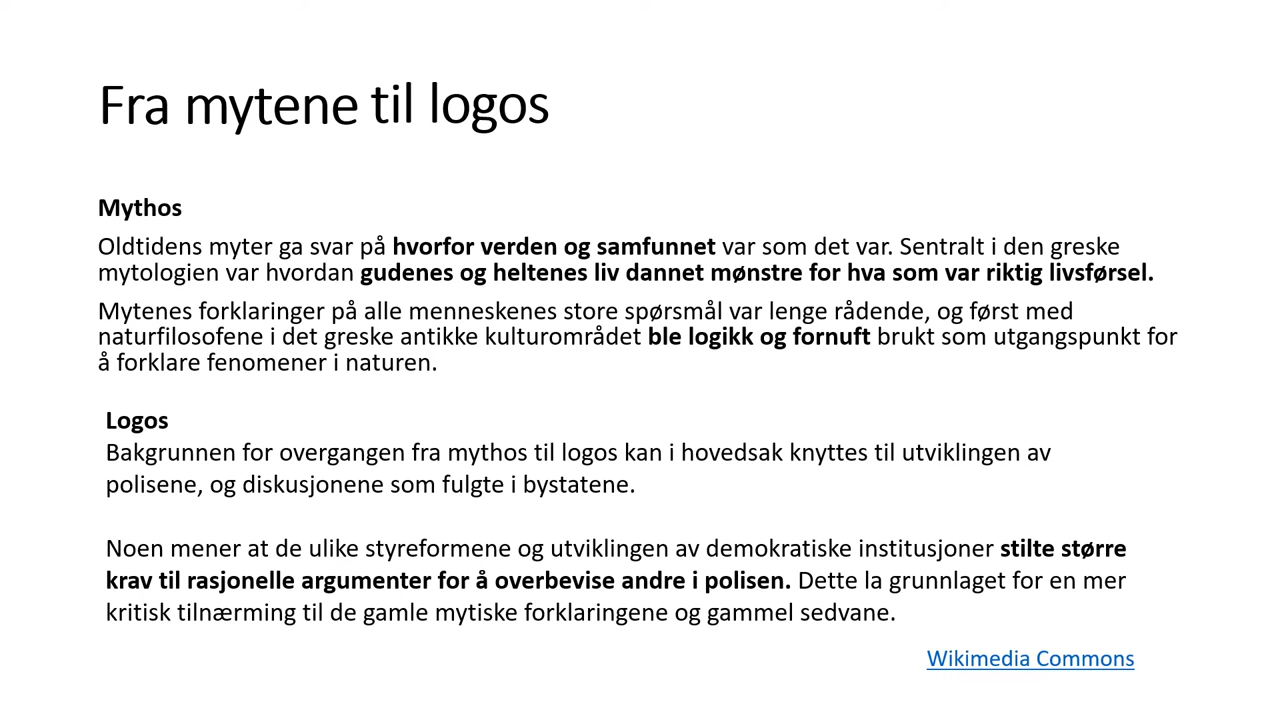 Fra mytene til logos
Mythos
Oldtidens myter ga svar på hvorfor verden og samfunnet var som det var. Sentralt i den greske
mytologien var hvordan gudenes og heltenes liv dannet mønstre for hva som var riktig livsførsel.
Mytenes forklaringer på alle menneskenes store spørsmål var lenge rådende, og først med
naturfilosofene i det greske antikke kulturområdet ble logikk og fornuft brukt som utgangspunkt for
å forklare fenomener i naturen.
Logos
Bakgrunnen for overgangen fra mythos til logos kan i hovedsak knyttes til utviklingen av
polisene, og diskusjonene som fulgte i bystatene.
Noen mener at de ulike styreformene og utviklingen av demokratiske institusjoner stilte større
krav til rasjonelle argumenter for å overbevise andre i polisen. Dette la grunnlaget for en mer
kritisk tilnærming til de gamle mytiske forklaringene og gammel sedvane.
Wikimedia Commons